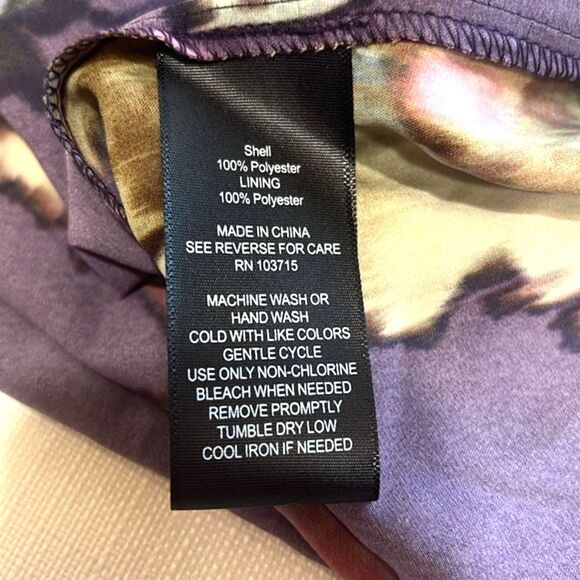 Shell
100% Polyester
LINING
100% Polyester
MADE IN CHINA
SEE REVERSE FOR CARE
RN 103715
MACHINE WASH OR
HAND WASH
COLD WITH LIKE COLORS
GENTLE CYCLE
USE ONLY NON-CHLORINE
BLEACH WHEN NEEDED
REMOVE PROMPTLY
TUMBLE DRY LOW
COOL IRON IF NEEDED